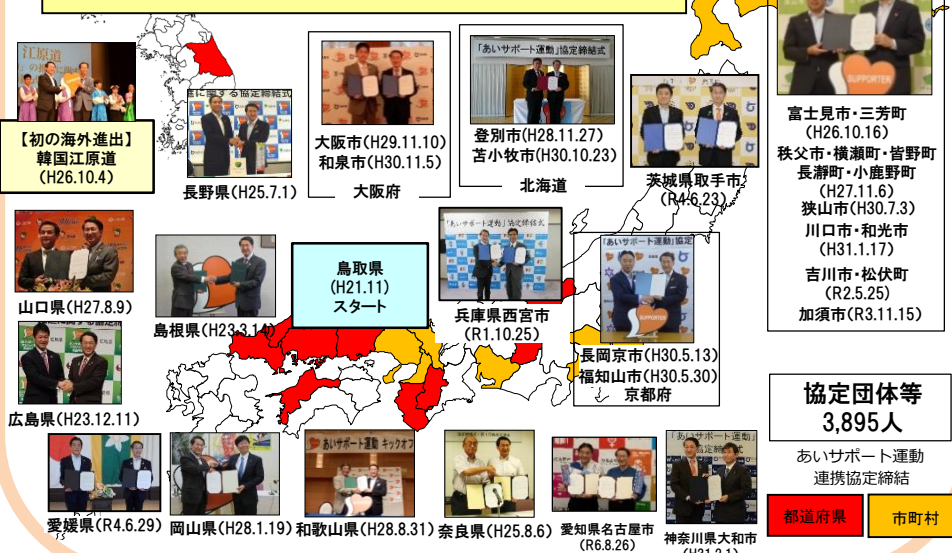 【初の海外進出】
韓国江原道
(H26.10.4)
長野県(H25.7.1)
大阪市(H29.11.10)
和泉市(H30.11.5)
大阪府
「あいサポート運動」協定締結式
登別市(H28.11.27)
苫小牧市(H30.10.23)
北海道
茨城県取手市
(R4.6.23)
SUPPORTER
富士見市・三芳町
(H26.10.16)
秩父市・横瀬町・皆野町
長瀞町・小鹿野町
(H27.11.6)
狭山市(H30.7.3)
川口市・和光市
(H31.1.17)
吉川市・松伏町
(R2.5.25)
加須市(R3.11.15)
山口県(H27.8.9)
島根県(H23.3.14)
鳥取県
(H21.11)
スタート
「あいサポート運動」協定締結式
兵庫県西宮市
(R1.10.25)
「あいサポート運動」協定
SUPPORTER
長岡京市(H30.5.13)
福知山市(H30.5.30)
京都府
広島県(H23.12.11)
協定団体等
3,895人
あいサポート運動
連携協定締結
都道府県
市町村
愛媛県(R4.6.29)
岡山県(H28.1.19)
あいサポート運動 キックオフ
和歌山県(H28.8.31)
奈良県(H25.8.6)
愛知県名古屋市
(R6.8.26)
神奈川県大和市